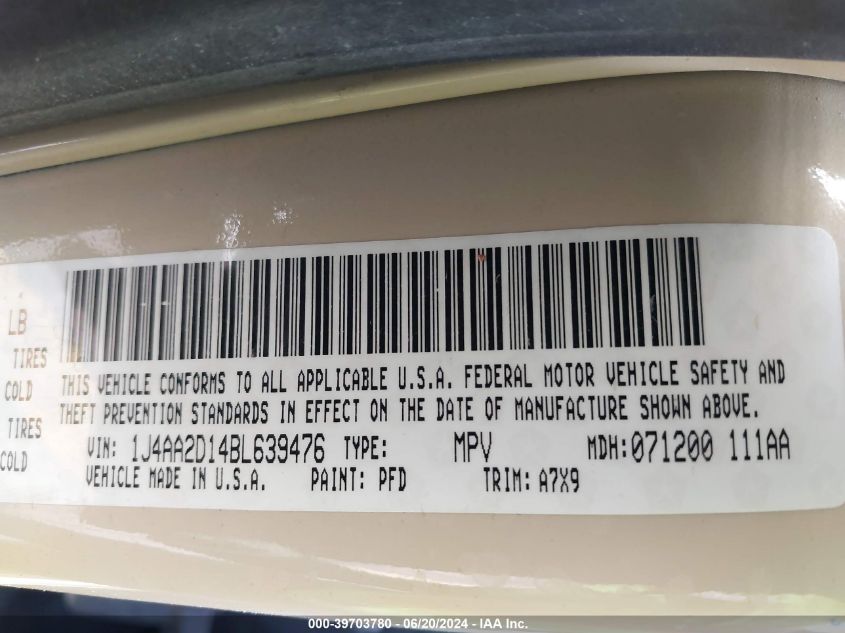 LB
TIRES
COLD
TIRES
COLD
THIS VEHICLE CONFORMS TO ALL APPLICABLE U.S.A. FEDERAL MOTOR VEHICLE SAFETY AND
THEFT PREVENTION STANDARDS IN EFFECT ON THE DATE OF MANUFACTURE SHOWN ABOVE.
VIN: 1J4AA2D14BL639476 TYPE: MPV MDH:071200 111AA
VEHICLE MADE IN U.S.A. PAINT: PFD TRIM: A7X9
000-39703780 - 06/20/2024 - IAA Inc.